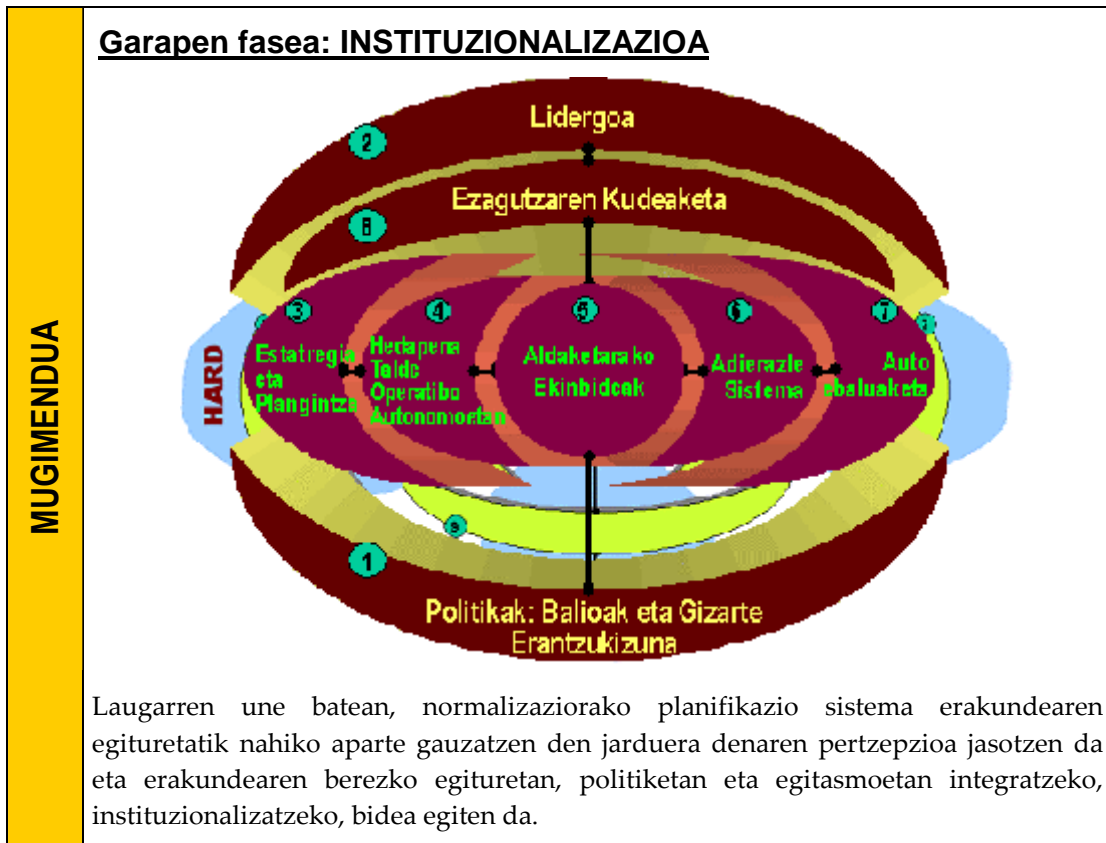 Garapen fasea: INSTITUZIONALIZAZIOA
MUGIMENDUA
2
Lidergoa
8
Ezagutzaren Kudeaketa
3
4
5
6
7
HARD
Estatregia
eta
Plangintza
Hedapena
Talde
Operatibo
Autonomoetan
Aldaketarako
Ekinbideak
Adierazle
Sistema
Auto
ebaluaketa
9
1
Politikak: Balioak eta Gizarte
Erantzukizuna
Laugarren une batean, normalizaziorako planifikazio sistema erakundearen
egituretatik nahiko aparte gauzatzen den jarduera denaren pertzepzioa jasotzen da
eta erakundearen berezko egituretan, politiketan eta egitasmoetan integratzeko,
instituzionalizatzeko, bidea egiten da.